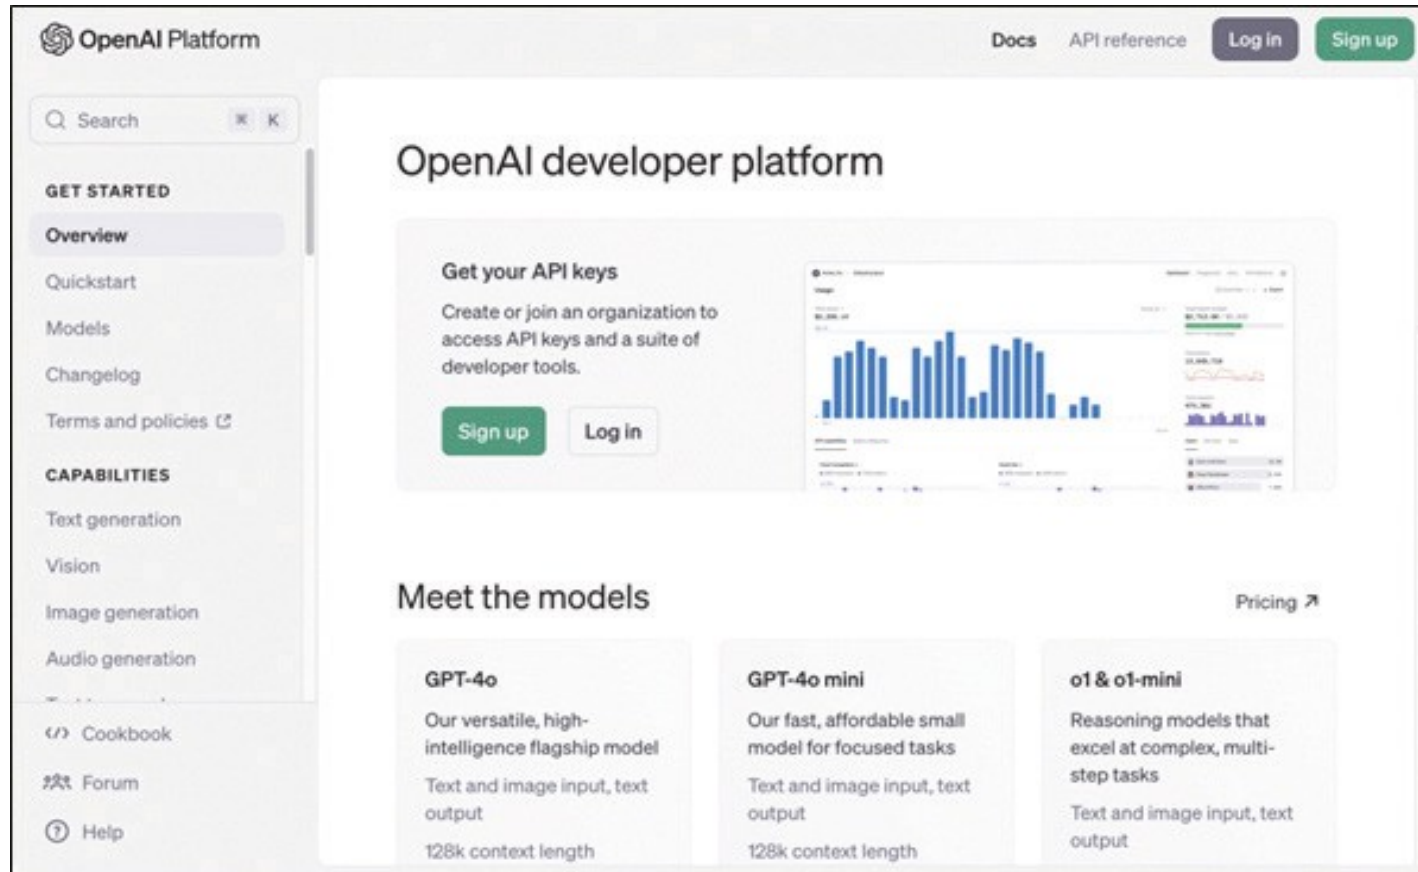 OpenAI Platform
Docs
API reference
Log in
Sign up
Search
⌘ K
GET STARTED
Overview
Quickstart
Models
Changelog
Terms and policies
CAPABILITIES
Text generation
Vision
Image generation
Audio generation
Cookbook
Forum
Help
OpenAI developer platform
Get your API keys
Create or join an organization to
access API keys and a suite of
developer tools.
Sign up
Log in
Usage
Meet the models
Pricing
GPT-4o
Our versatile, high-
intelligence flagship model
Text and image input, text
output
128k context length
GPT-4o mini
Our fast, affordable small
model for focused tasks
Text and image input, text
output
128k context length
o1 & o1-mini
Reasoning models that
excel at complex, multi-
step tasks
Text and image input, text
output